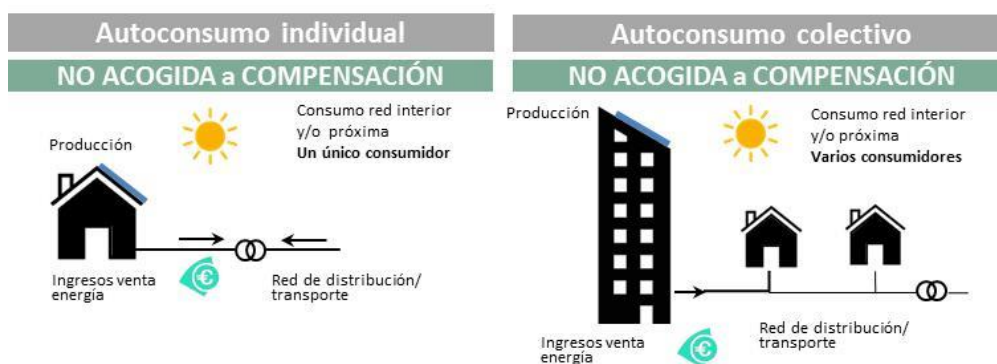 Autoconsumo individual
NO ACOGIDA a COMPENSACIÓN
Consumo red interior
y/o próxima
Un único consumidor
Producción
Ingresos venta
energía
€
Red de distribución/
transporte
Autoconsumo colectivo
NO ACOGIDA a COMPENSACIÓN
Producción
Consumo red interior
y/o próxima
Varios consumidores
Ingresos venta
energía
€
Red de distribución/
transporte